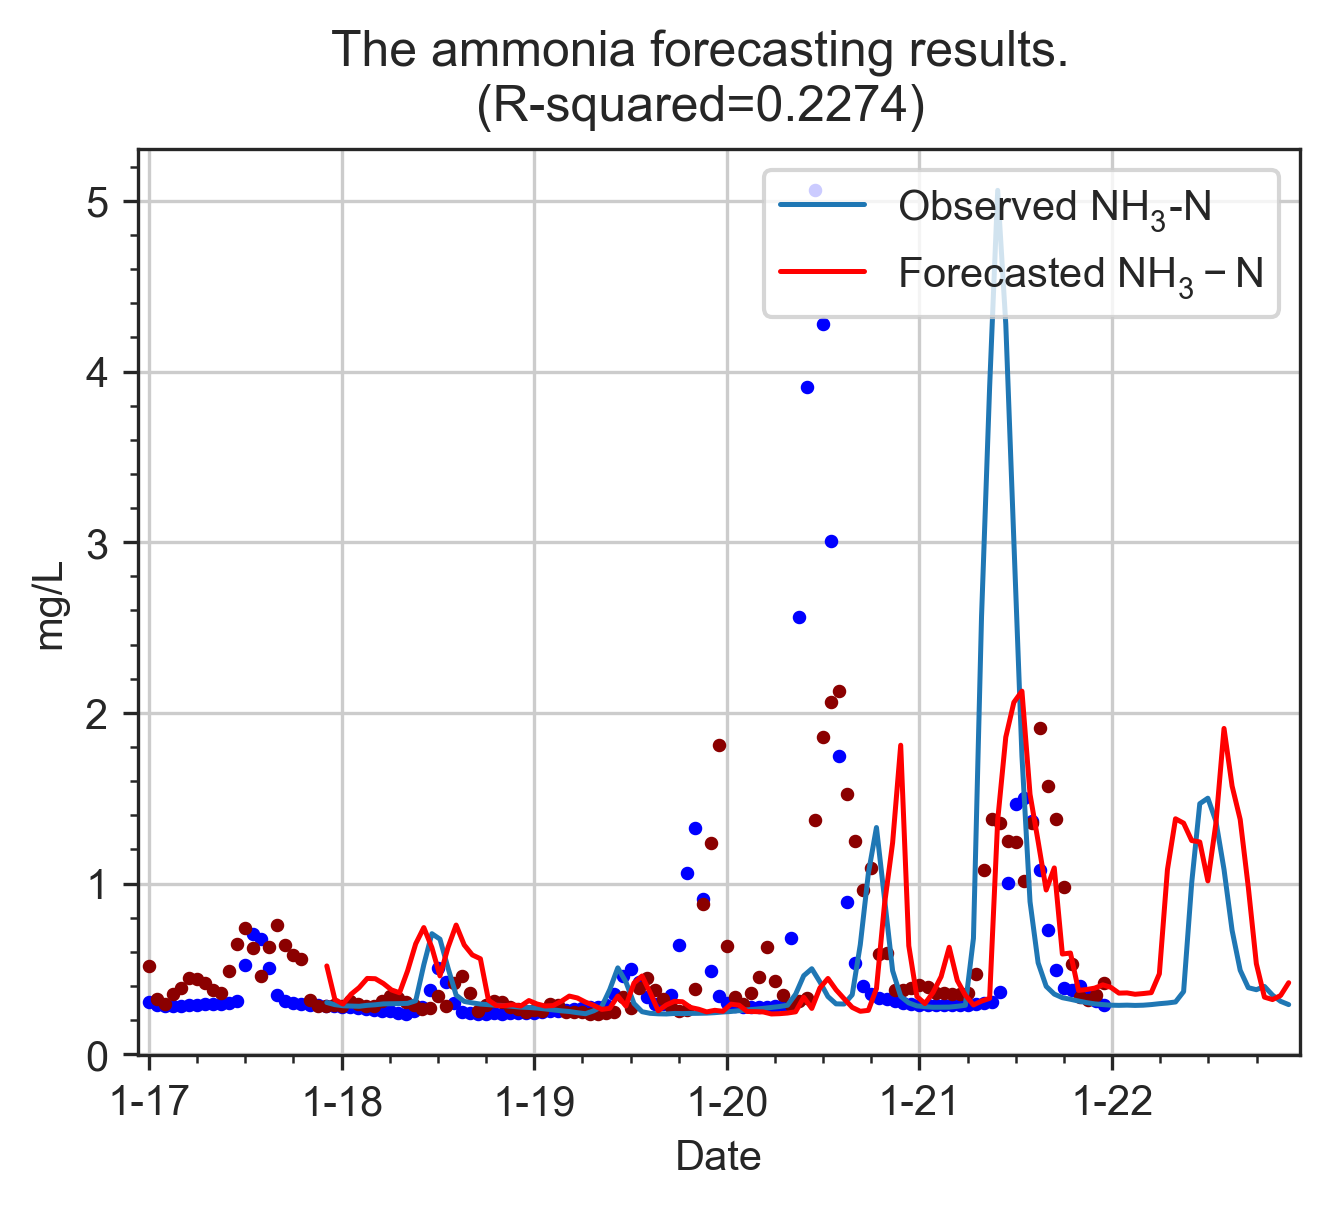 The ammonia forecasting results.
(R-squared=0.2274)
Observed NH₃-N
Forecasted NH₃ − N
5
4
3
2
1
0
mg/L
1-17 1-18 1-19 1-20 1-21 1-22
Date